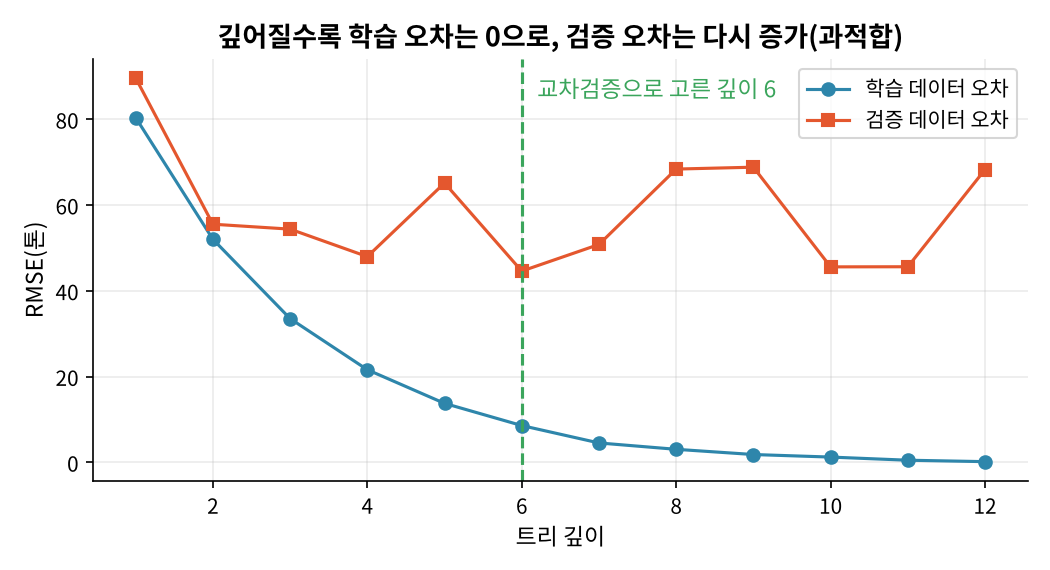 깊어질수록 학습 오차는 0으로, 검증 오차는 다시 증가(과적합)
교차검증으로 고른 깊이 6
학습 데이터 오차
검증 데이터 오차
RMSE(톤)
80
60
40
20
0
2 4 6 8 10 12
트리 깊이